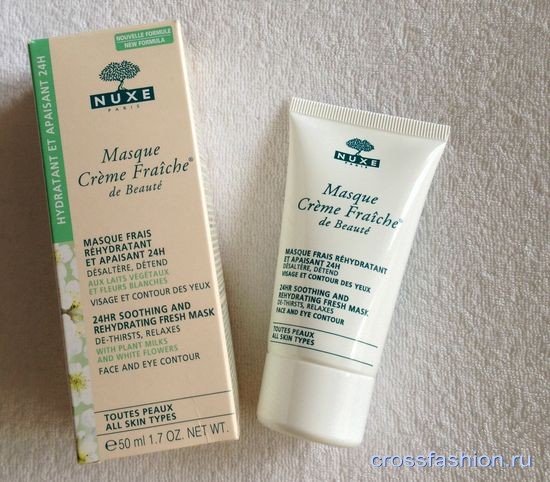 NOUVELLE FORMULE
NEW FORMULA
HYDRATANT ET APAISANT 24H
NUXE
PARIS
Masque
Crème Fraîche®
de Beauté
MASQUE FRAIS
RÉHYDRATANT
ET APAISANT 24H
DÉSALTÈRE, DÉTEND
AUX LAITS VÉGÉTAUX
ET FLEURS BLANCHES
VISAGE ET CONTOUR DES YEUX
24HR SOOTHING AND
REHYDRATING FRESH MASK
DE-THIRSTS, RELAXES
WITH PLANT MILKS
AND WHITE FLOWERS
FACE AND EYE CONTOUR
TOUTES PEAUX
ALL SKIN TYPES
℮ 50 ml 1.7 OZ. NET WT.
NUXE
PARIS
Masque
Crème Fraîche®
de Beauté
MASQUE FRAIS RÉHYDRATANT
ET APAISANT 24H
DÉSALTÈRE, DÉTEND
VISAGE ET CONTOUR DES YEUX
24HR SOOTHING AND
REHYDRATING FRESH MASK
DE-THIRSTS, RELAXES
FACE AND EYE CONTOUR
TOUTES PEAUX
ALL SKIN TYPES
crossfashion.ru